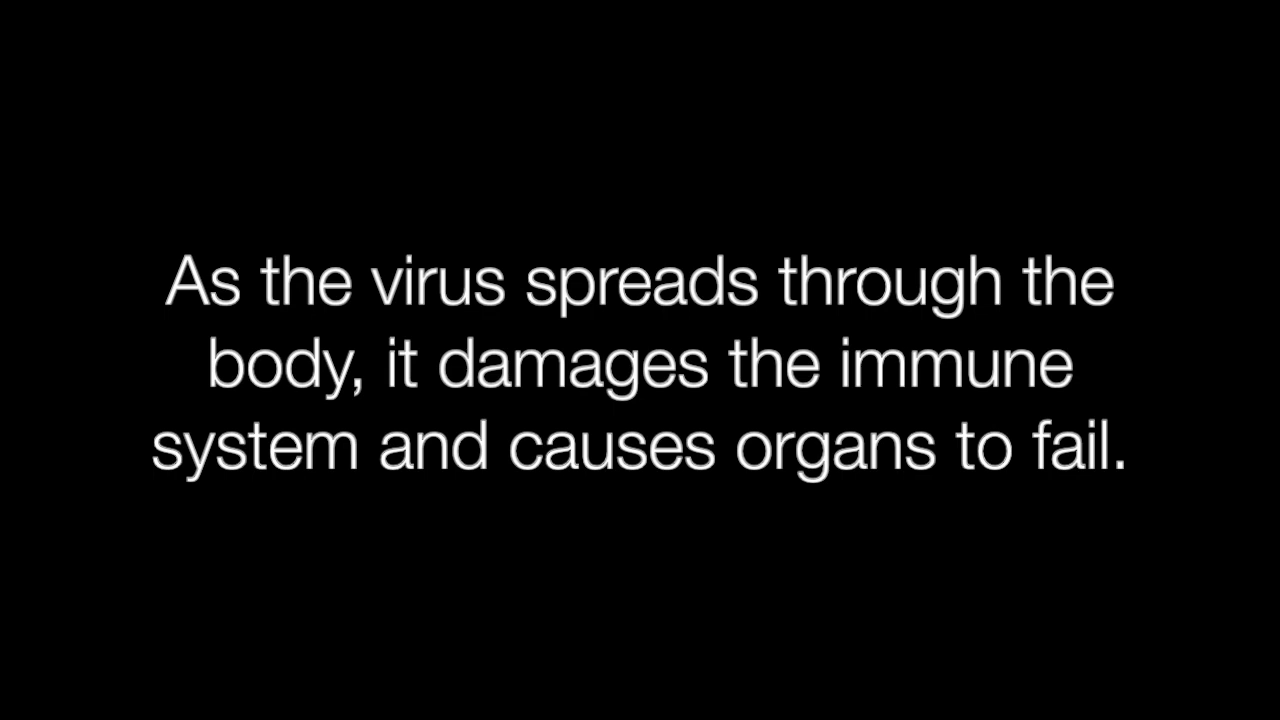 As the virus spreads through the
body, it damages the immune
system and causes organs to fail.